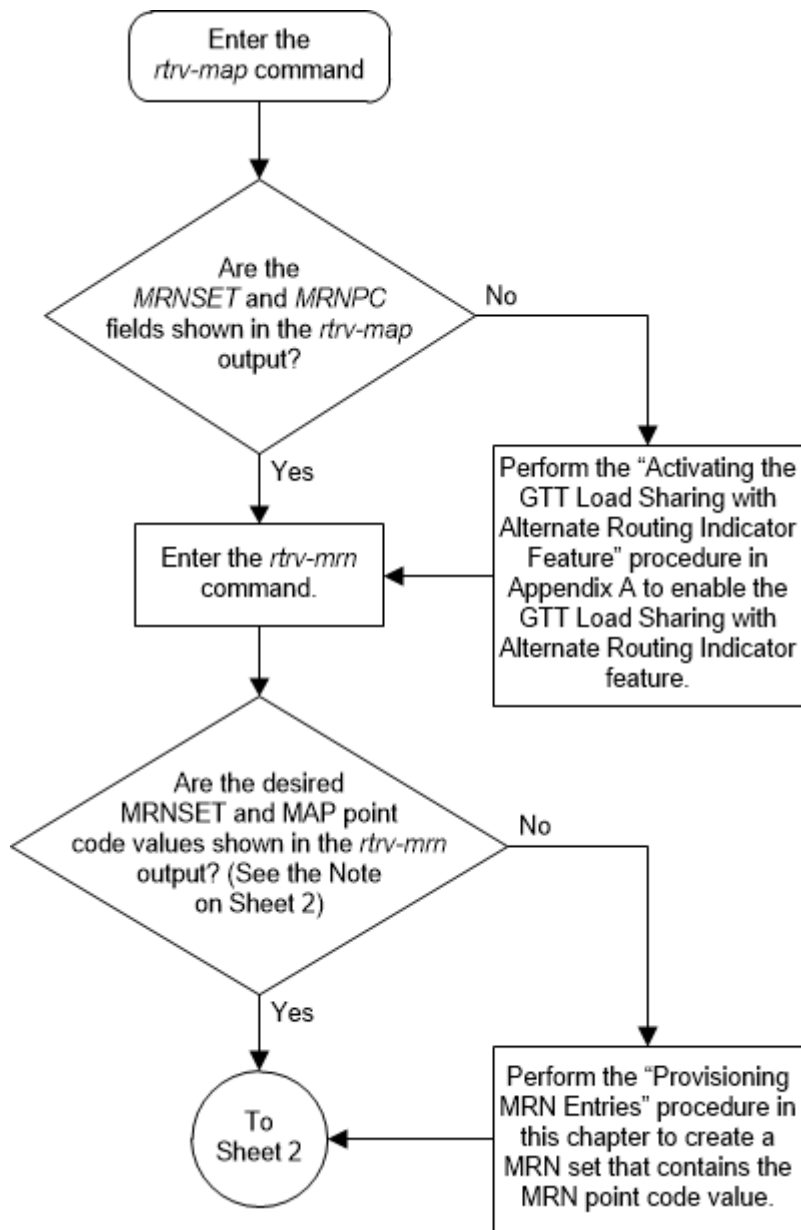 Enter the
rtrv-map command
Are the
MRNSET and MRNPC
fields shown in the rtrv-map
output?
No
Yes
Perform the “Activating the
GTT Load Sharing with
Alternate Routing Indicator
Feature” procedure in
Appendix A to enable the
GTT Load Sharing with
Alternate Routing Indicator
feature.
Enter the rtrv-mrn
command.
Are the desired
MRNSET and MAP point
code values shown in the rtrv-mrn
output? (See the Note
on Sheet 2)
No
Yes
To
Sheet 2
Perform the “Provisioning
MRN Entries” procedure in
this chapter to create a
MRN set that contains the
MRN point code value.